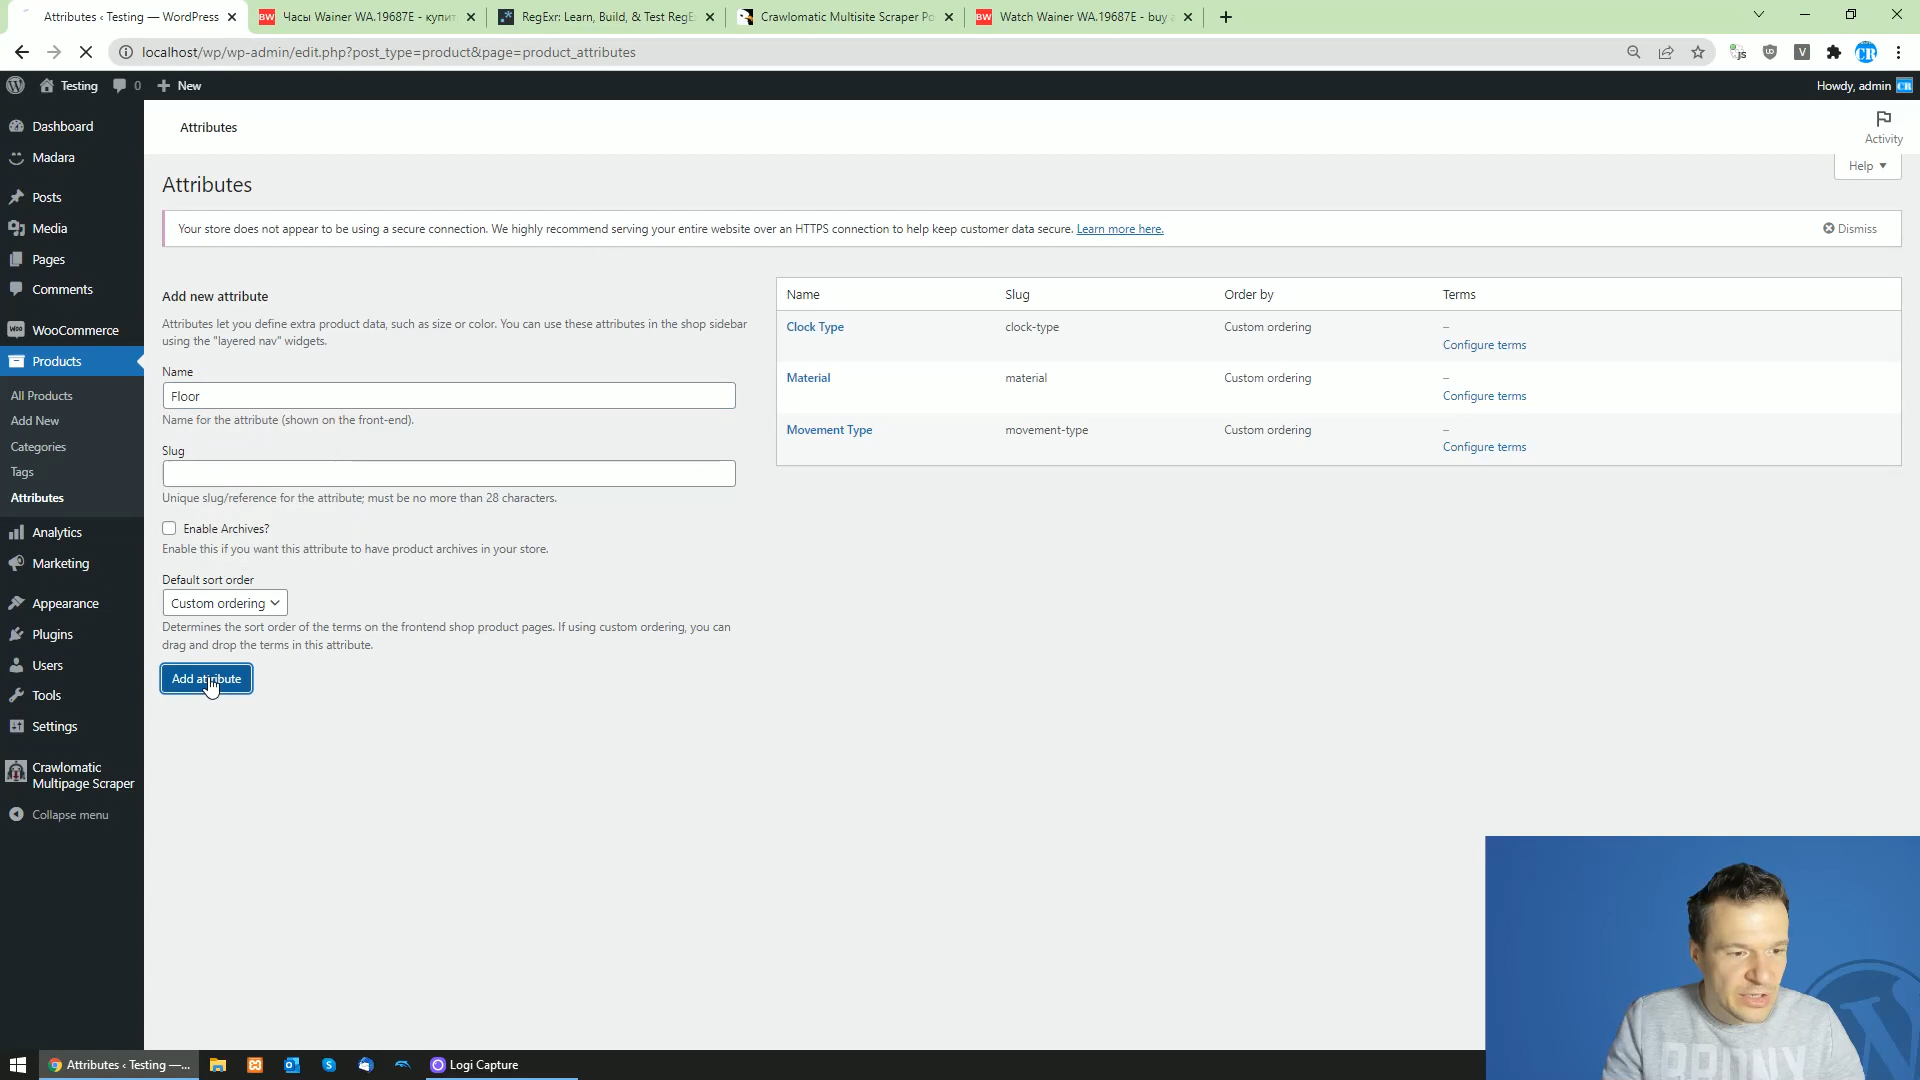 Attributes ‹ Testing — WordPress
Часы Wainer WA.19687E - купит
RegExr: Learn, Build, & Test RegE
Crawlomatic Multisite Scraper Po
Watch Wainer WA.19687E - buy
localhost/wp/wp-admin/edit.php?post_type=product&page=product_attributes
Testing
0
New
Howdy, admin
Dashboard
Madara
Posts
Media
Pages
Comments
WooCommerce
Products
All Products
Add New
Categories
Tags
Attributes
Analytics
Marketing
Appearance
Plugins
Users
Tools
Settings
Crawlomatic
Multipage Scraper
Collapse menu
Attributes
Activity
Help
Attributes
Your store does not appear to be using a secure connection. We highly recommend serving your entire website over an HTTPS connection to help keep customer data secure. Learn more here.
Dismiss
Add new attribute
Attributes let you define extra product data, such as size or color. You can use these attributes in the shop sidebar
using the "layered nav" widgets.
Name
Floor
Name for the attribute (shown on the front-end).
Slug
Unique slug/reference for the attribute; must be no more than 28 characters.
Enable Archives?
Enable this if you want this attribute to have product archives in your store.
Default sort order
Custom ordering
Determines the sort order of the terms on the frontend shop product pages. If using custom ordering, you can
drag and drop the terms in this attribute.
Add attribute
Name Slug Order by Terms
Clock Type clock-type Custom ordering –
Configure terms
Material material Custom ordering –
Configure terms
Movement Type movement-type Custom ordering –
Configure terms
Attributes ‹ Testing —...
Logi Capture